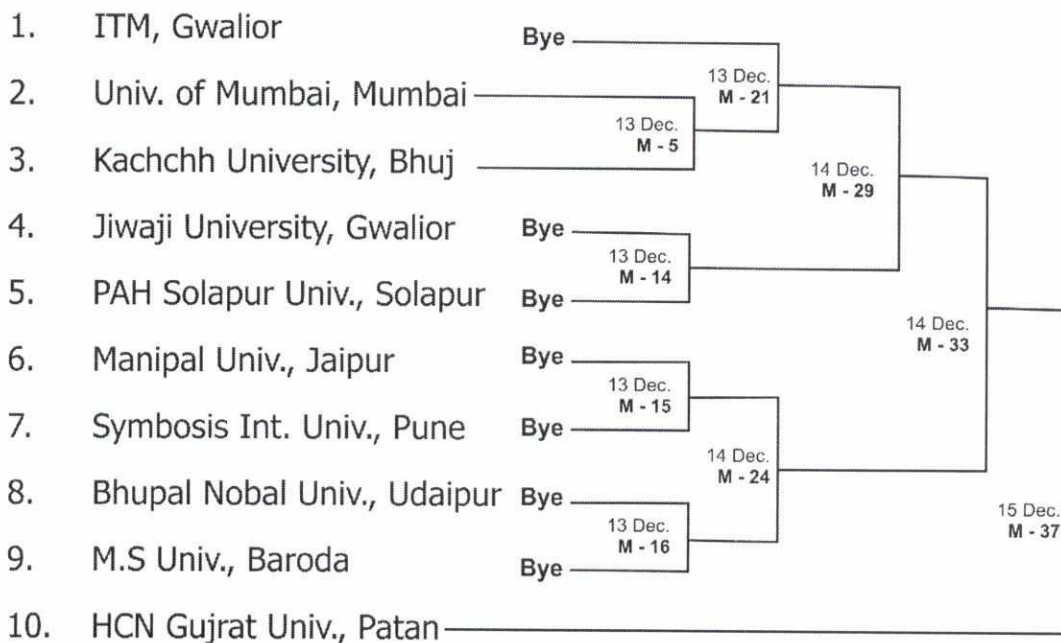 1. ITM, Gwalior Bye
13 Dec.
M - 21
2. Univ. of Mumbai, Mumbai
13 Dec.
M - 5
3. Kachchh University, Bhuj
14 Dec.
M - 29
4. Jiwaji University, Gwalior Bye
13 Dec.
M - 14
5. PAH Solapur Univ., Solapur Bye
14 Dec.
M - 33
6. Manipal Univ., Jaipur Bye
13 Dec.
M - 15
7. Symbosis Int. Univ., Pune Bye
14 Dec.
M - 24
8. Bhupal Nobal Univ., Udaipur Bye
13 Dec.
M - 16
15 Dec.
M - 37
9. M.S Univ., Baroda Bye
10. HCN Gujrat Univ., Patan